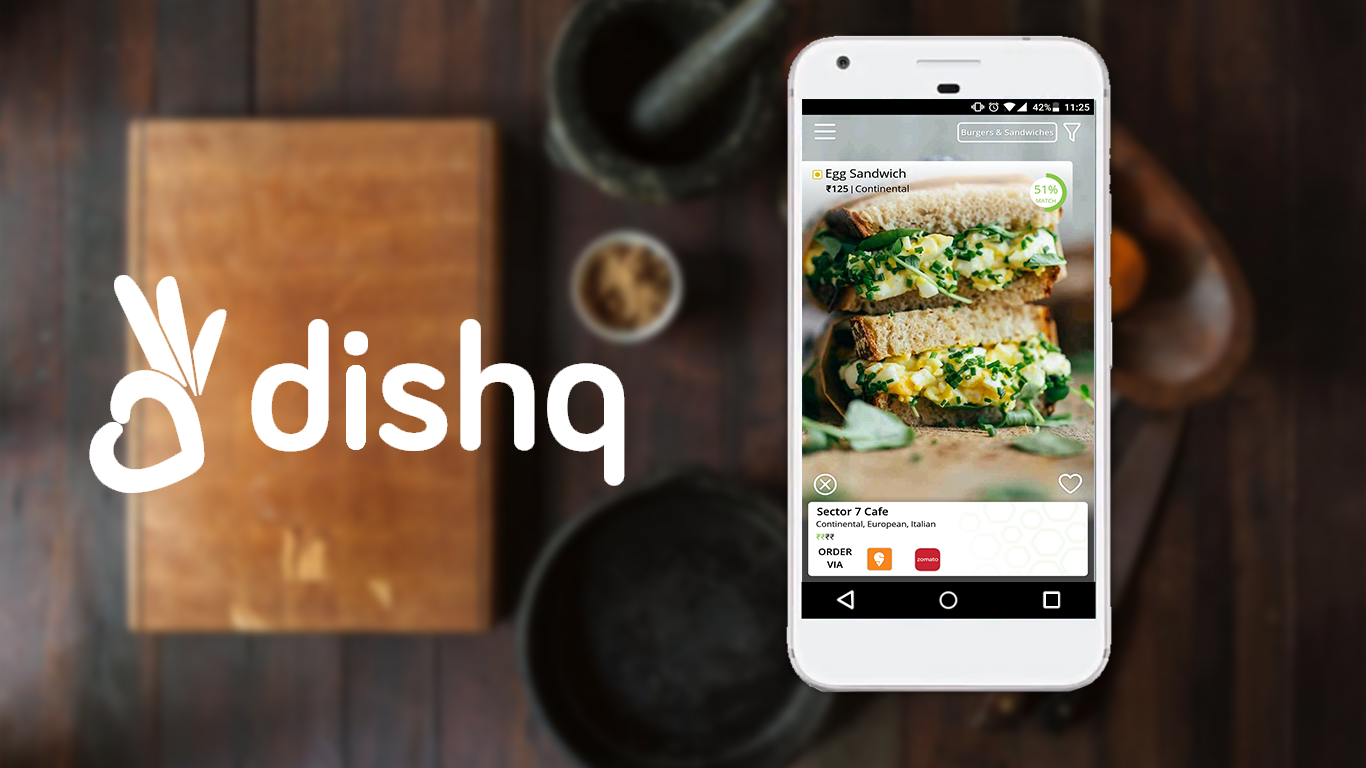 dishq
42% 11:25
Burgers & Sandwiches
Egg Sandwich
₹125 | Continental
51%
MATCH
Sector 7 Cafe
Continental, European, Italian
₹₹₹₹
ORDER
VIA
zomato